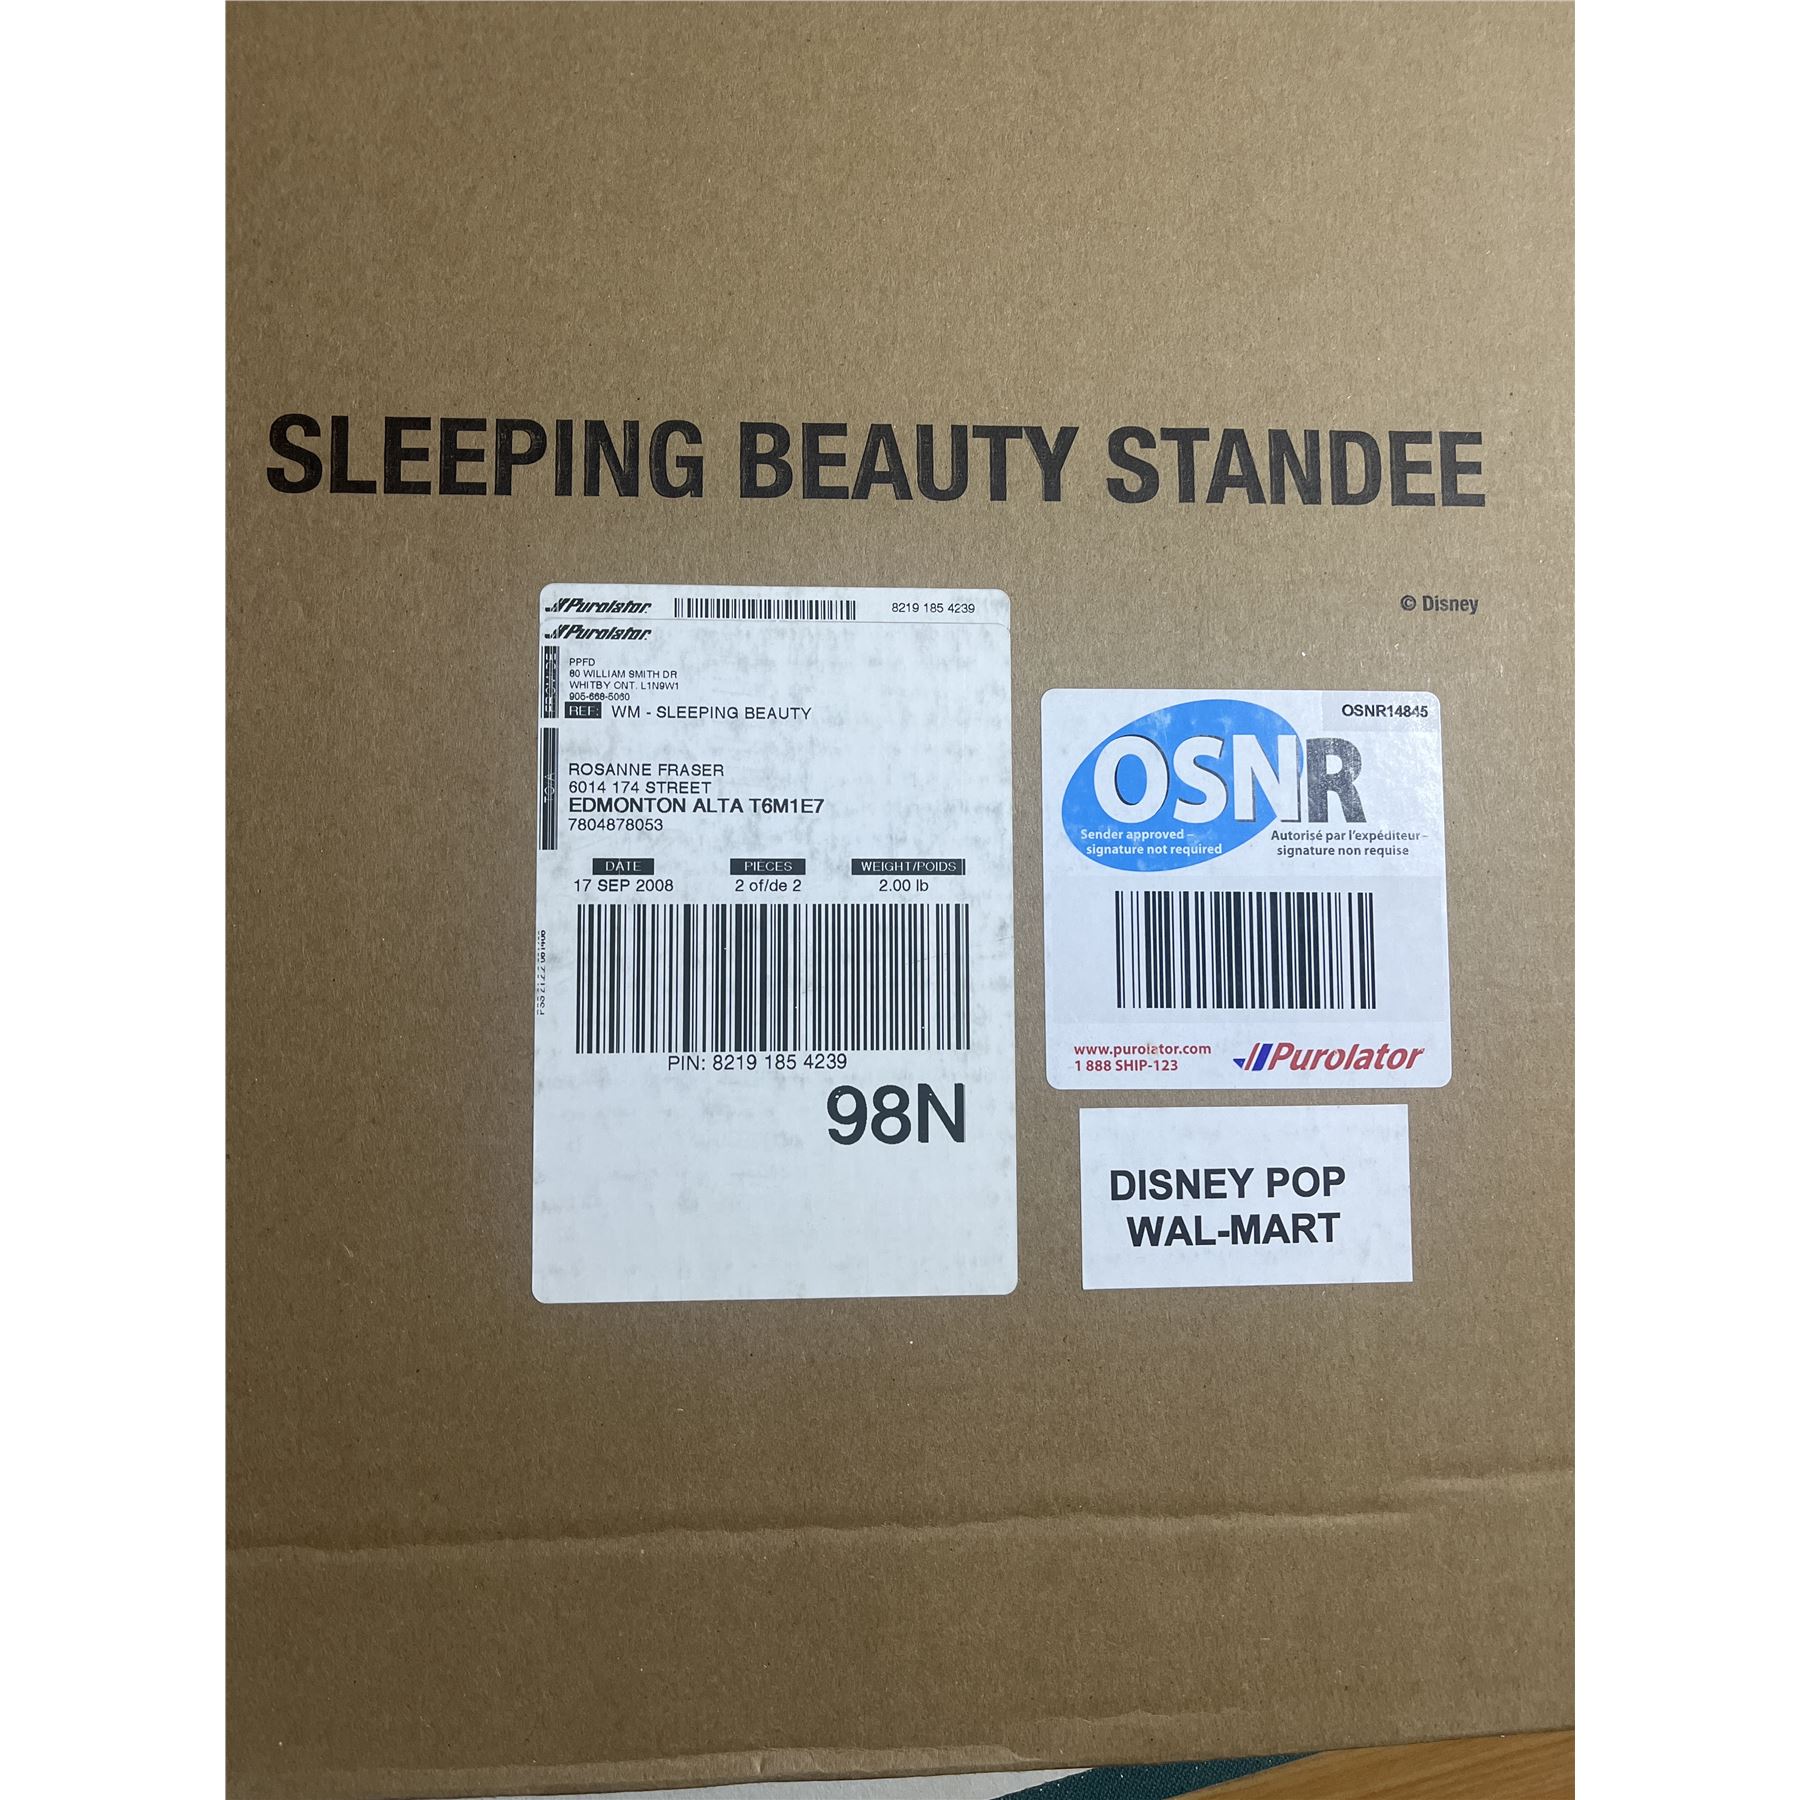 SLEEPING BEAUTY STANDEE
© Disney
Purolator 8219 185 4239
Purolator
PPFD
80 WILLIAM SMITH DR
WHITBY ONT. L1N9W1
905-668-5060
REF: WM - SLEEPING BEAUTY
ROSANNE FRASER
6014 174 STREET
EDMONTON ALTA T6M1E7
7804878053
DATE PIECES WEIGHT/POIDS
17 SEP 2008 2 of/de 2 2.00 lb
PIN: 8219 185 4239
98N
OSNR14845
OSNR
Sender approved –
signature not required
Autorisé par l'expéditeur –
signature non requise
www.purolator.com
1 888 SHIP-123
Purolator
DISNEY POP
WAL-MART